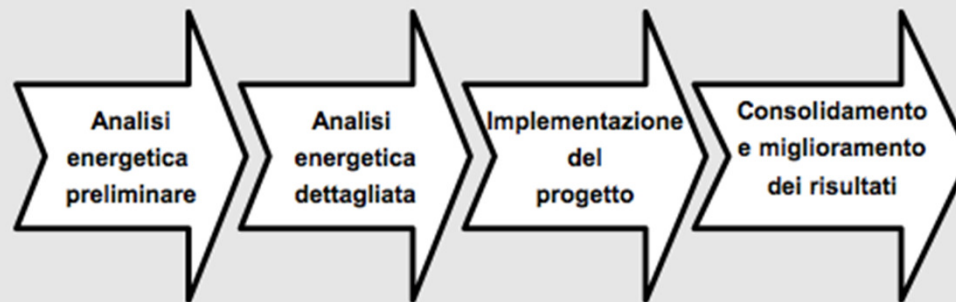 Analisi
energetica
preliminare
Analisi
energetica
dettagliata
Implementazione
del
progetto
Consolidamento
e miglioramento
dei risultati